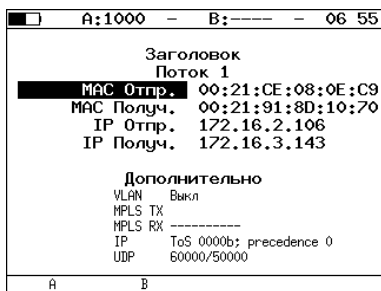 A:1000 – B:---- – 06 55
Заголовок
Поток 1
MAC Отпр. 00:21:CE:08:0E:C9
MAC Получ. 00:21:91:8D:10:70
IP Отпр. 172.16.2.106
IP Получ. 172.16.3.143
Дополнительно
VLAN Выкл
MPLS TX
MPLS RX ----------
IP ToS 0000b; precedence 0
UDP 60000/50000
A B